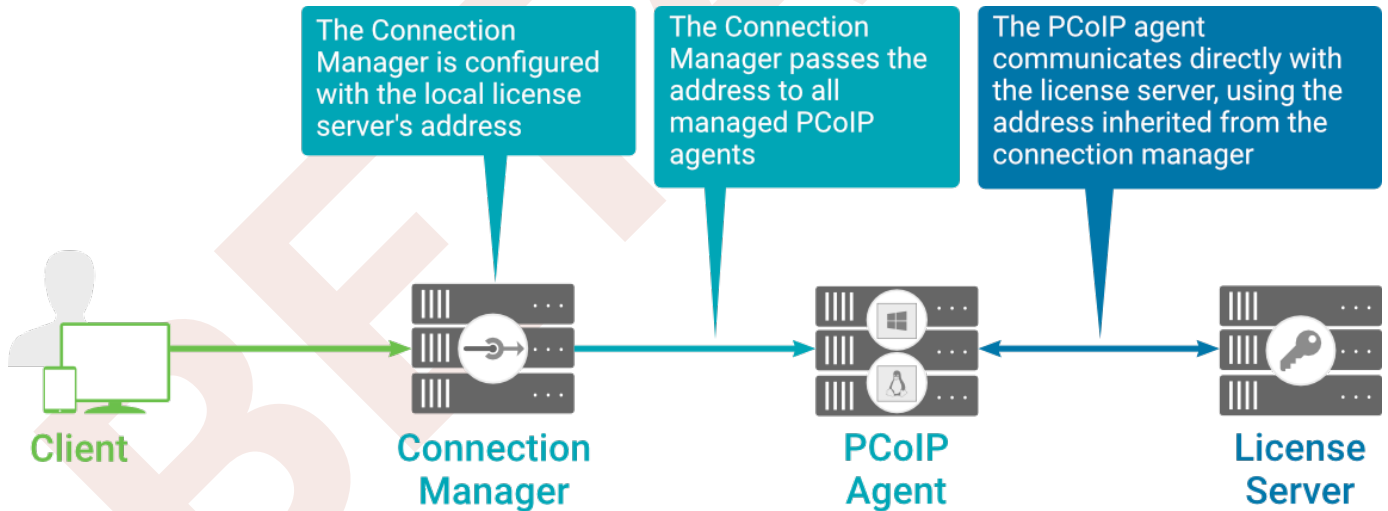 The Connection
Manager is configured
with the local license
server's address
The Connection
Manager passes the
address to all
managed PCoIP
agents
The PCoIP agent
communicates directly with
the license server, using the
address inherited from the
connection manager
Client
Connection
Manager
PCoIP
Agent
License
Server